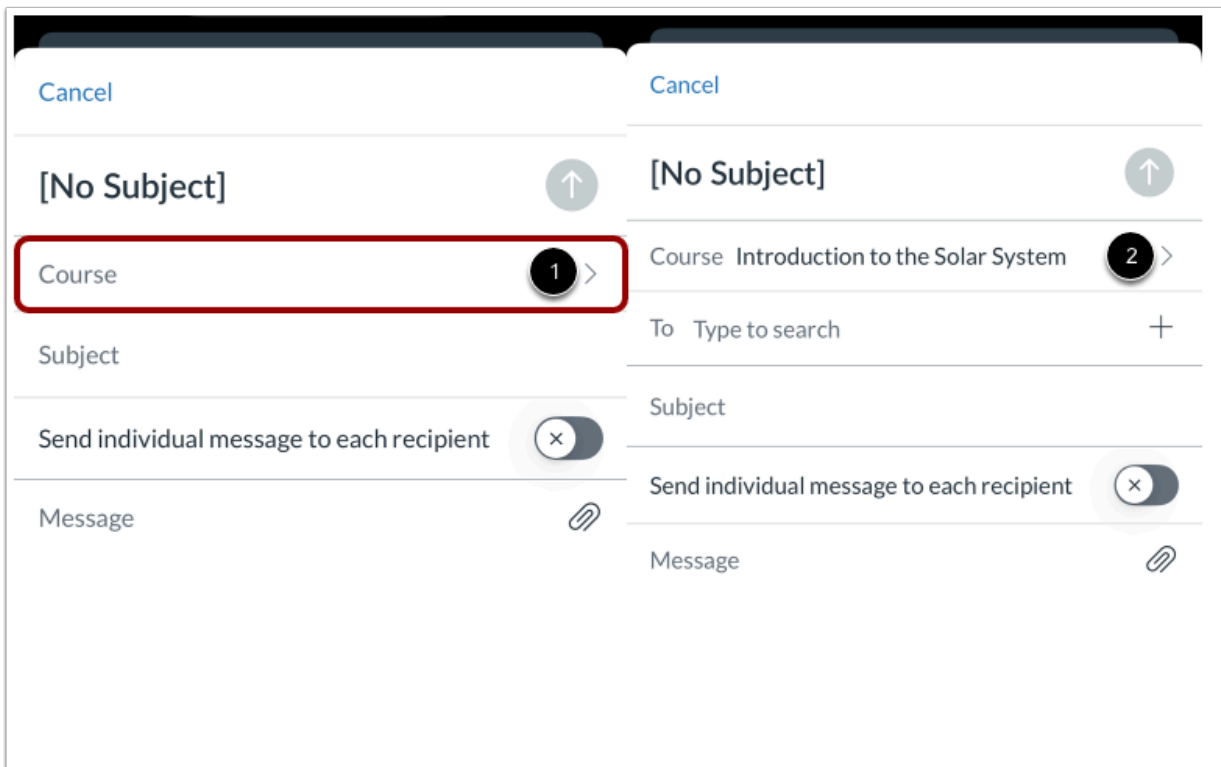 Cancel
[No Subject]
Course 1
Subject
Send individual message to each recipient
Message
Cancel
[No Subject]
Course Introduction to the Solar System 2
To Type to search
Subject
Send individual message to each recipient
Message